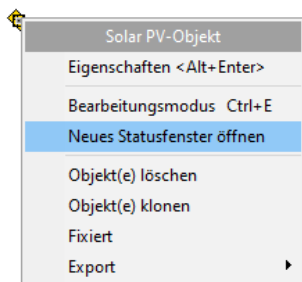 Solar PV-Objekt
Eigenschaften <Alt+Enter>
Bearbeitungsmodus Ctrl+E
Neues Statusfenster öffnen
Objekt(e) löschen
Objekt(e) klonen
Fixiert
Export